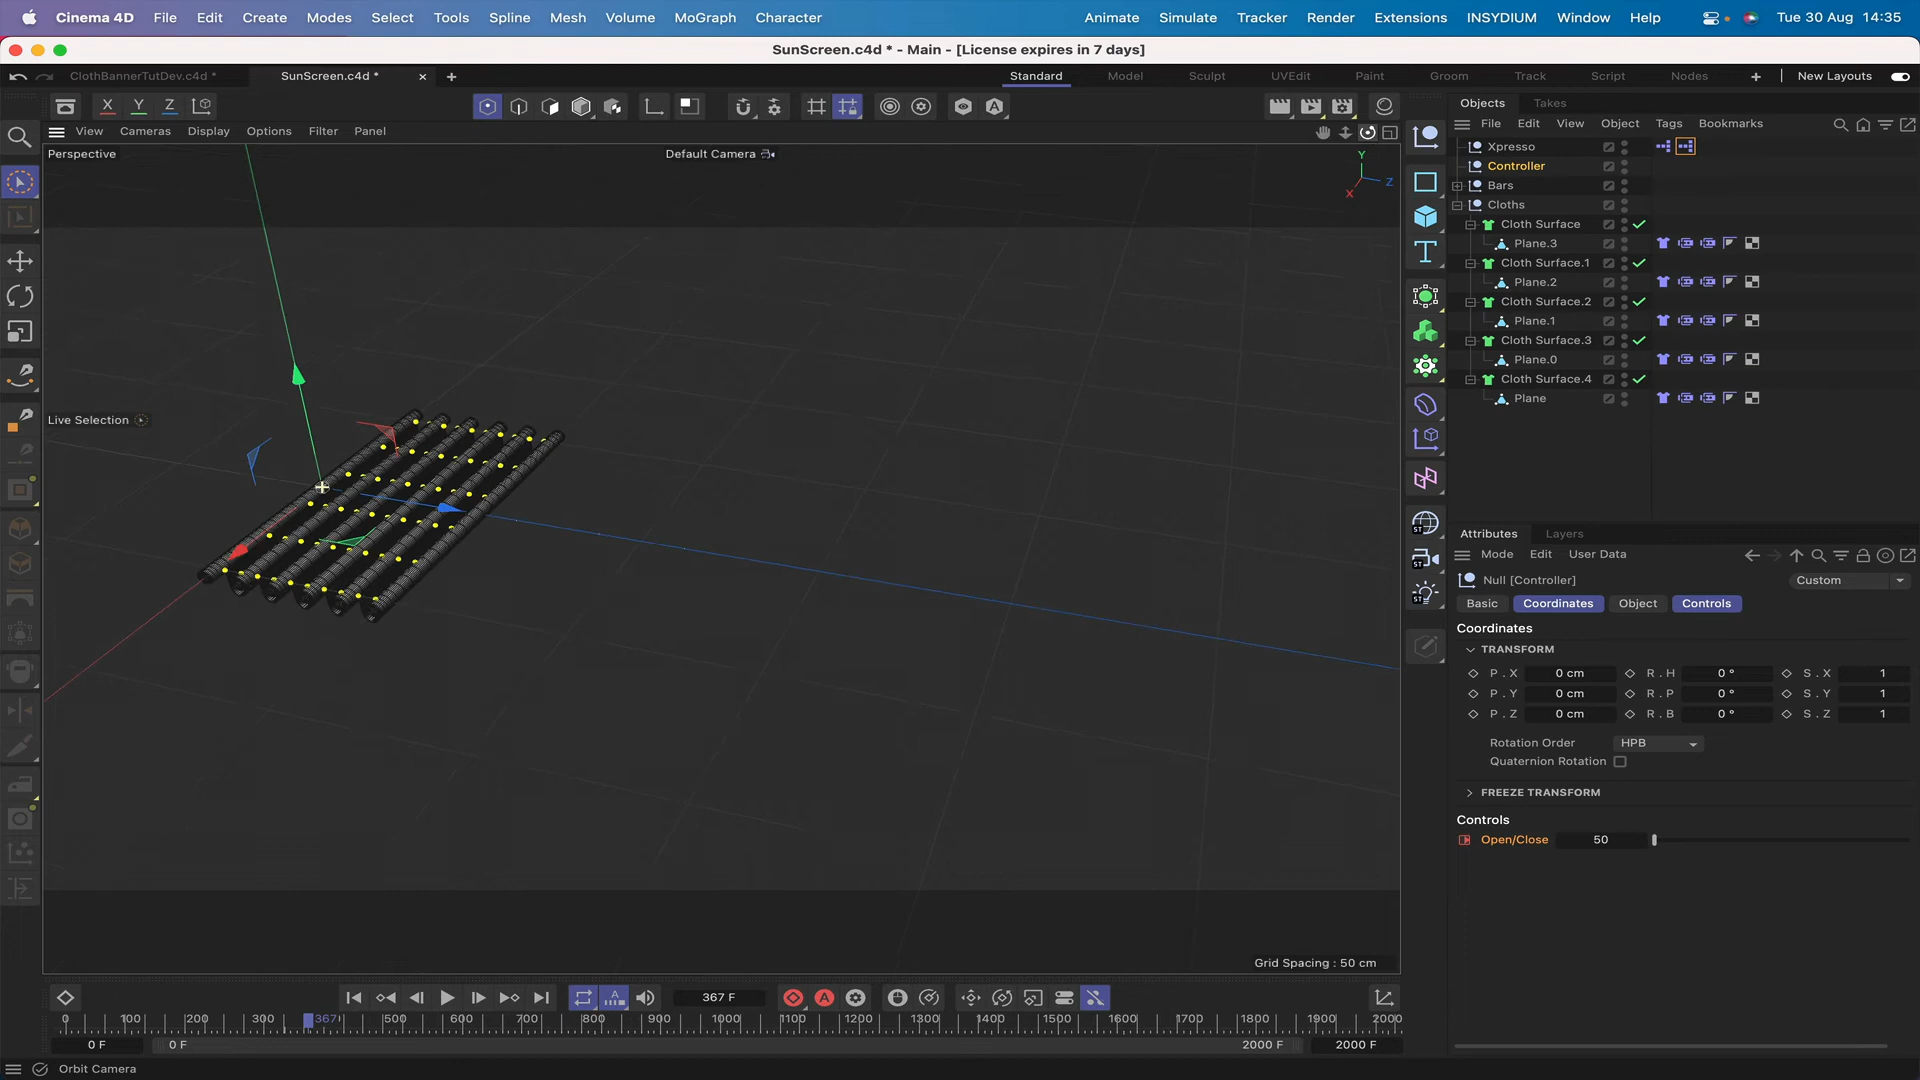 Cinema 4D File Edit Create Modes Select Tools Spline Mesh Volume MoGraph Character Animate Simulate Tracker Render Extensions INSYDIUM Window Help Tue 30 Aug 14:35
SunScreen.c4d * - Main - [License expires in 7 days]
ClothBannerTutDev.c4d * SunScreen.c4d * Standard Model Sculpt UVEdit Paint Groom Track Script Nodes New Layouts
X Y Z
Objects Takes
View Cameras Display Options Filter Panel
File Edit View Object Tags Bookmarks
Perspective
Default Camera
Y
Z
X
Xpresso
Controller
Bars
Cloths
Cloth Surface
Plane.3
Cloth Surface.1
Plane.2
Cloth Surface.2
Plane.1
Cloth Surface.3
Plane.0
Cloth Surface.4
Plane
Live Selection
ST
ST
ST
Attributes Layers
Mode Edit User Data
Null [Controller] Custom
Basic Coordinates Object Controls
Coordinates
TRANSFORM
P . X 0 cm R . H 0 ° S . X 1
P . Y 0 cm R . P 0 ° S . Y 1
P . Z 0 cm R . B 0 ° S . Z 1
Rotation Order HPB
Quaternion Rotation
FREEZE TRANSFORM
Controls
Open/Close 50
Grid Spacing : 50 cm
367 F
0 100 200 300 367 500 600 700 800 900 1000 1100 1200 1300 1400 1500 1600 1700 1800 1900 2000
0 F 0 F 2000 F 2000 F
Orbit Camera